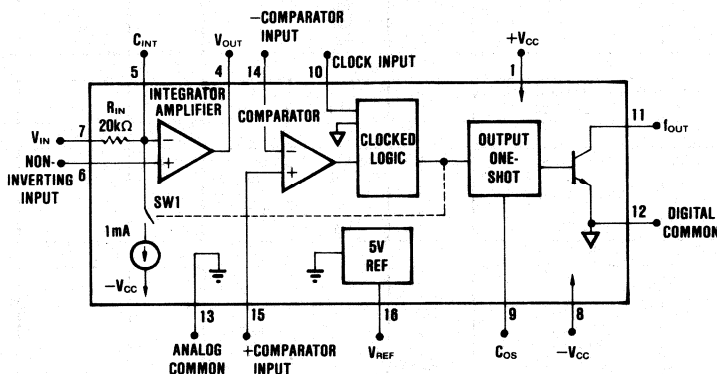 −COMPARATOR
INPUT
CINT
VOUT
CLOCK INPUT
+VCC
5
4
14
10
1
INTEGRATOR
AMPLIFIER
RIN
20kΩ
COMPARATOR
7
VIN
−
+
NON-
INVERTING
INPUT
6
−
+
CLOCKED
LOGIC
OUTPUT
ONE-
SHOT
11
fOUT
12
DIGITAL
COMMON
SW1
1mA
−VCC
5V
REF
13
15
16
9
8
ANALOG
COMMON
+COMPARATOR
INPUT
VREF
COS
−VCC